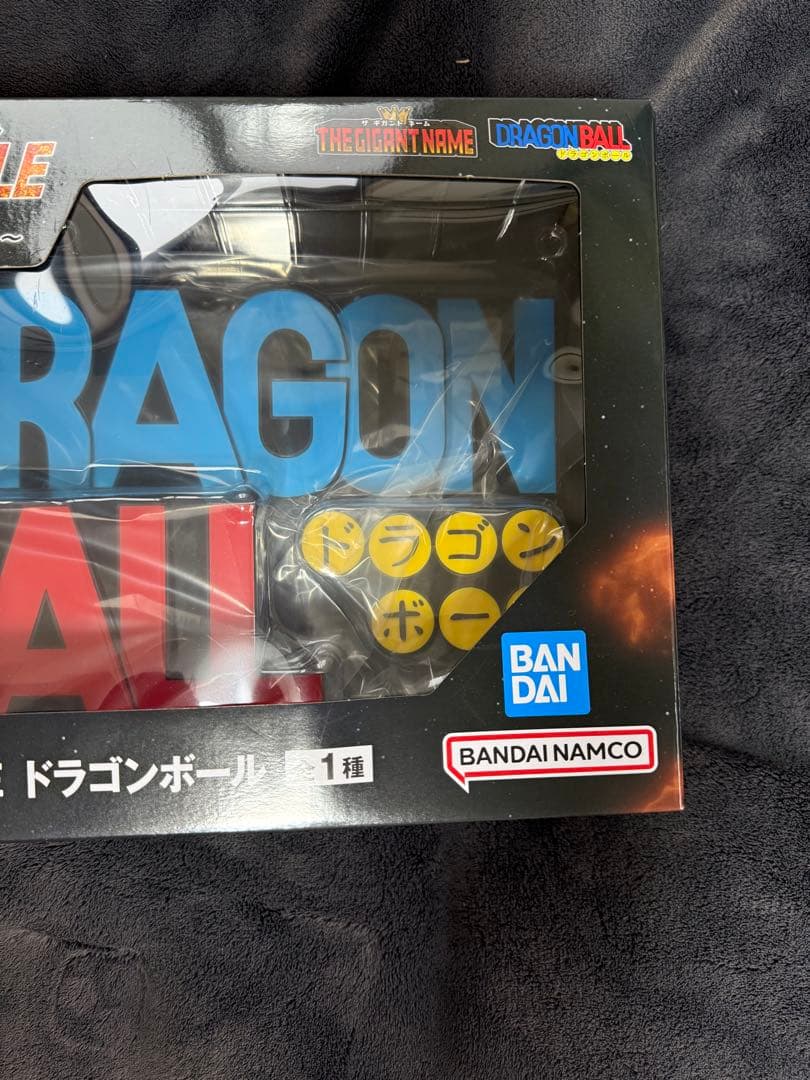 LE
～
ザ ギガント ネーム
THE GIGANT NAME
DRAGON BALL
ドラゴンボール
RAGON
ALL
ドラゴン
ボー
BAN
DAI
E ドラゴンボール 全1種
BANDAI NAMCO